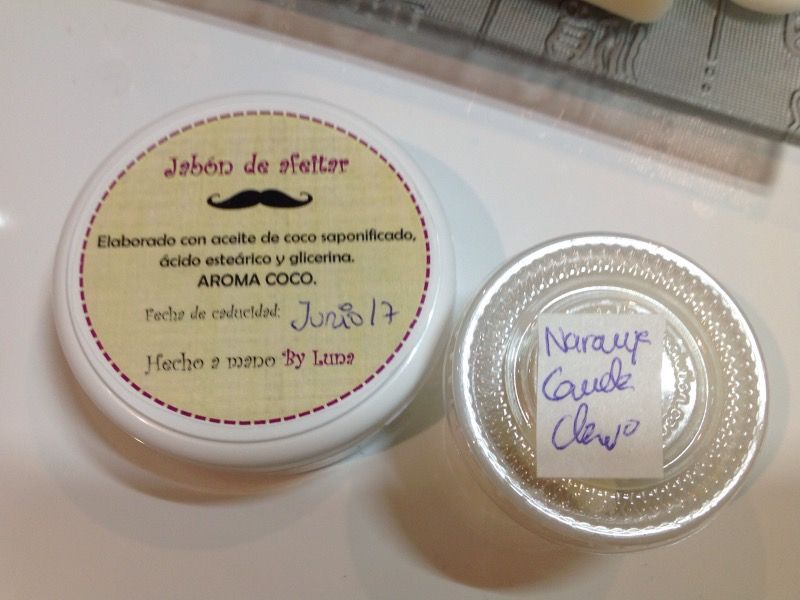 Jabón de afeitar
Elaborado con aceite de coco saponificado,
ácido esteárico y glicerina.
AROMA COCO.
Fecha de caducidad: Junio 17
Hecho a mano By Luna
Naranja
Canela
Clavo